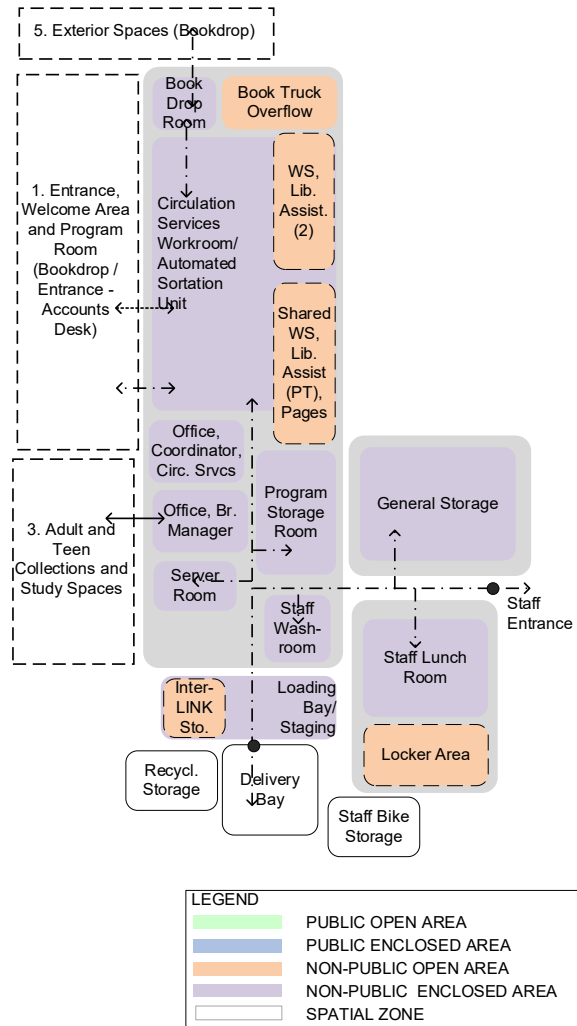 5. Exterior Spaces (Bookdrop)
Book
Drop
Room
Book Truck
Overflow
1. Entrance,
Welcome Area
and Program
Room
(Bookdrop /
Entrance -
Accounts
Desk)
Circulation
Services
Workroom/
Automated
Sortation
Unit
WS,
Lib.
Assist.
(2)
Shared
WS,
Lib.
Assist
(PT),
Pages
Office,
Coordinator,
Circ. Srvcs
Office, Br.
Manager
Program
Storage
Room
General Storage
3. Adult and
Teen
Collections and
Study Spaces
Server
Room
Staff
Wash-
room
Staff
Entrance
Staff Lunch
Room
Inter-
LINK
Sto.
Loading
Bay/
Staging
Locker Area
Recycl.
Storage
Delivery
Bay
Staff Bike
Storage
LEGEND
PUBLIC OPEN AREA
PUBLIC ENCLOSED AREA
NON-PUBLIC OPEN AREA
NON-PUBLIC ENCLOSED AREA
SPATIAL ZONE